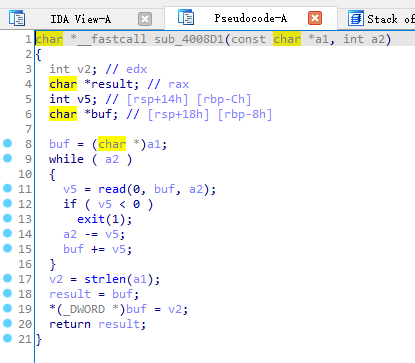 IDA View-A Pseudocode-A Stack of
1 char *__fastcall sub_4008D1(const char *a1, int a2)
2 {
3 int v2; // edx
4 char *result; // rax
5 int v5; // [rsp+14h] [rbp-Ch]
6 char *buf; // [rsp+18h] [rbp-8h]
7
8 buf = (char *)a1;
9 while ( a2 )
10 {
11 v5 = read(0, buf, a2);
12 if ( v5 < 0 )
13 exit(1);
14 a2 -= v5;
15 buf += v5;
16 }
17 v2 = strlen(a1);
18 result = buf;
19 *(_DWORD *)buf = v2;
20 return result;
21 }